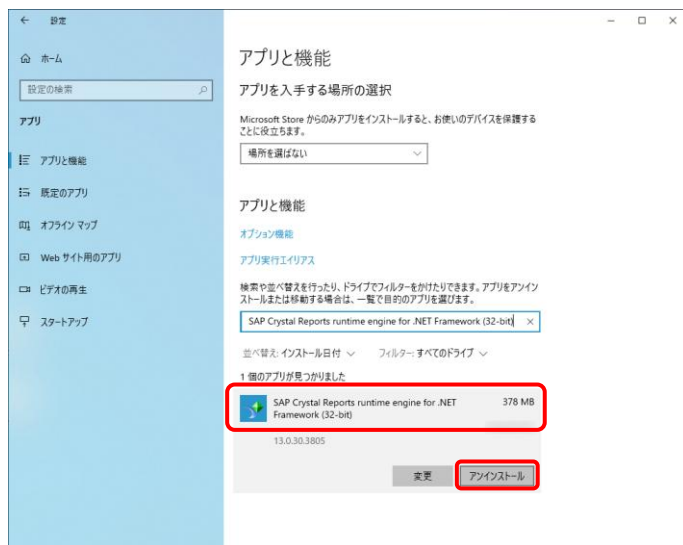 設定
ホーム
設定の検索
アプリ
アプリと機能
既定のアプリ
オフライン マップ
Web サイト用のアプリ
ビデオの再生
スタートアップ
アプリと機能
アプリを入手する場所の選択
Microsoft Store からのみアプリをインストールすると、お使いのデバイスを保護する
ことに役立ちます。
場所を選ばない
アプリと機能
オプション機能
アプリ実行エイリアス
検索や並べ替えを行ったり、ドライブでフィルターをかけたりできます。アプリをアンイン
ストールまたは移動する場合は、一覧で目的のアプリを選びます。
SAP Crystal Reports runtime engine for .NET Framework (32-bit)
並べ替え: インストール日付 フィルター: すべてのドライブ
1 個のアプリが見つかりました
SAP Crystal Reports runtime engine for .NET 378 MB
Framework (32-bit)
13.0.30.3805
変更 アンインストール